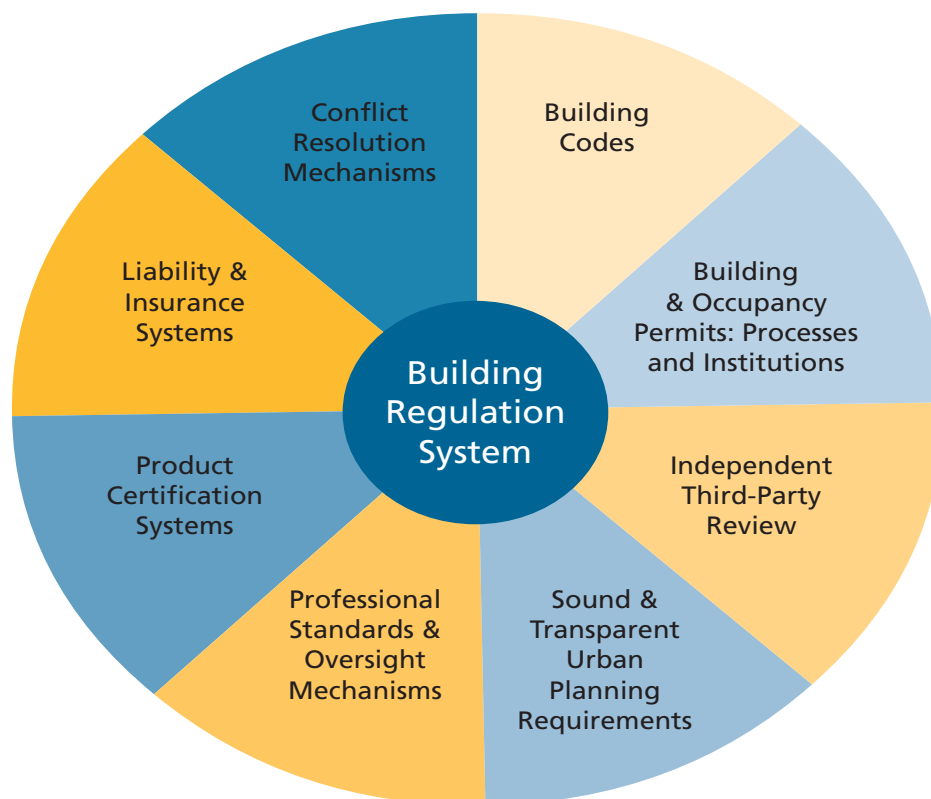 Conflict
Resolution
Mechanisms
Building
Codes
Building
& Occupancy
Permits: Processes
and Institutions
Independent
Third-Party
Review
Sound &
Transparent
Urban
Planning
Requirements
Professional
Standards &
Oversight
Mechanisms
Product
Certification
Systems
Liability &
Insurance
Systems
Building
Regulation
System